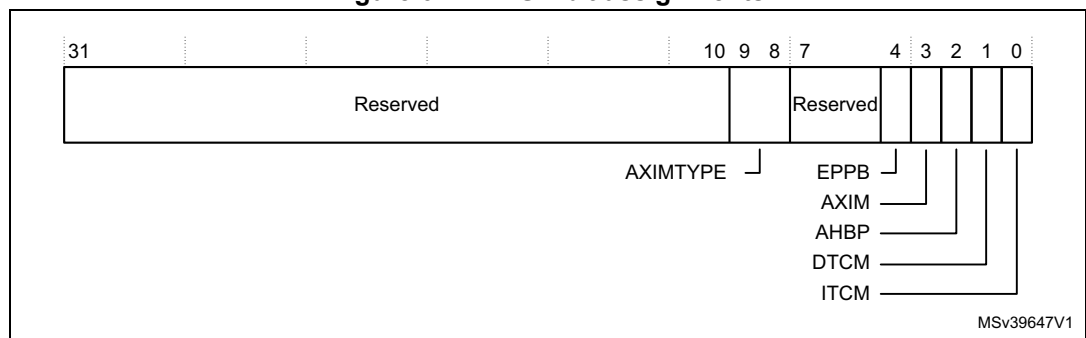 31 10 9 8 7 4 3 2 1 0
Reserved Reserved
AXIMTYPE EPPB
AXIM
AHBP
DTCM
ITCM
MSv39647V1